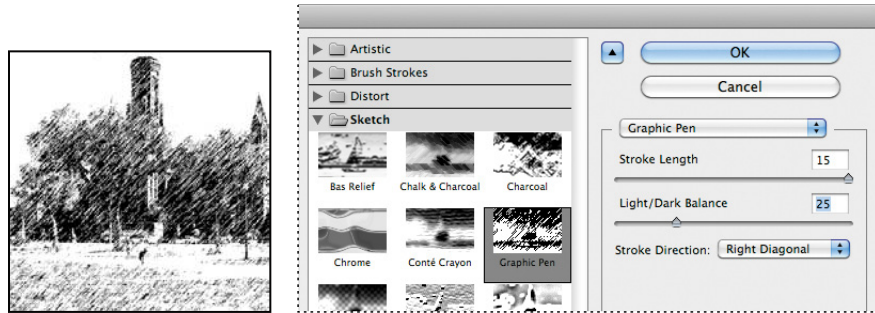 Artistic
Brush Strokes
Distort
Sketch
Bas Relief
Chalk & Charcoal
Charcoal
Chrome
Conté Crayon
Graphic Pen
OK
Cancel
Graphic Pen
Stroke Length 15
Light/Dark Balance 25
Stroke Direction: Right Diagonal